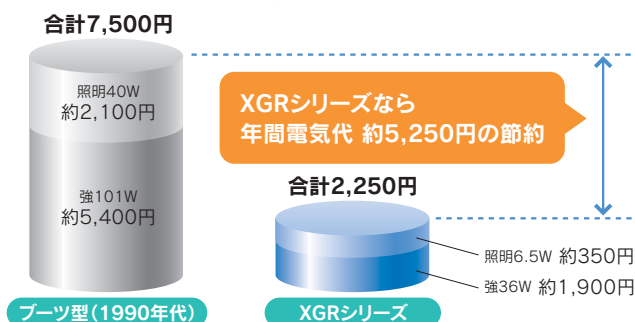 合計7,500円
照明40W
約2,100円
強101W
約5,400円
ブーツ型(1990年代)
XGRシリーズなら
年間電気代 約5,250円の節約
合計2,250円
照明6.5W 約350円
強36W 約1,900円
XGRシリーズ